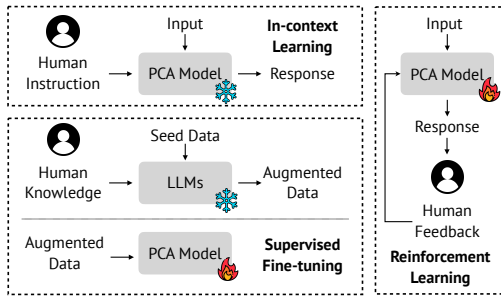 Input
In-context
Learning
Human
Instruction
PCA Model
Response
Seed Data
Human
Knowledge
LLMs
Augmented
Data
Augmented
Data
PCA Model
Supervised
Fine-tuning
Input
PCA Model
Response
Human
Feedback
Reinforcement
Learning